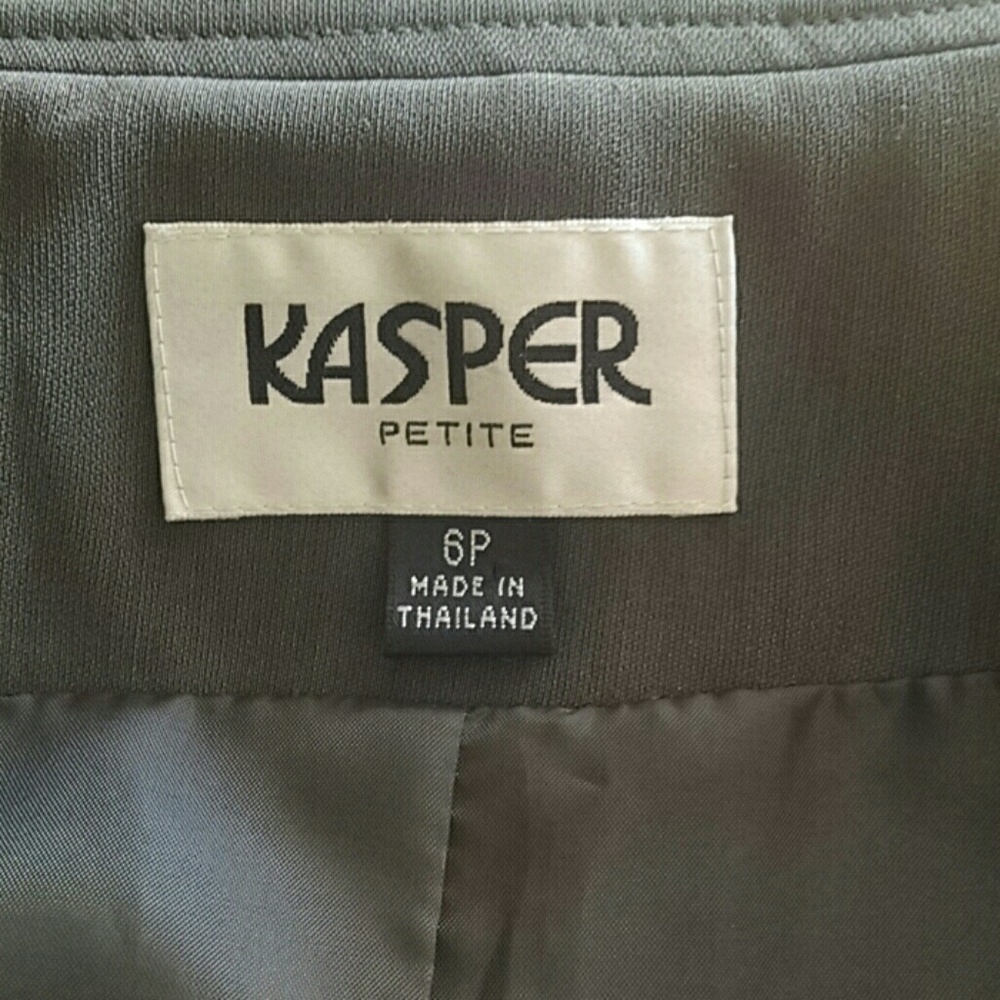 KASPER
PETITE
6P
MADE IN
THAILAND